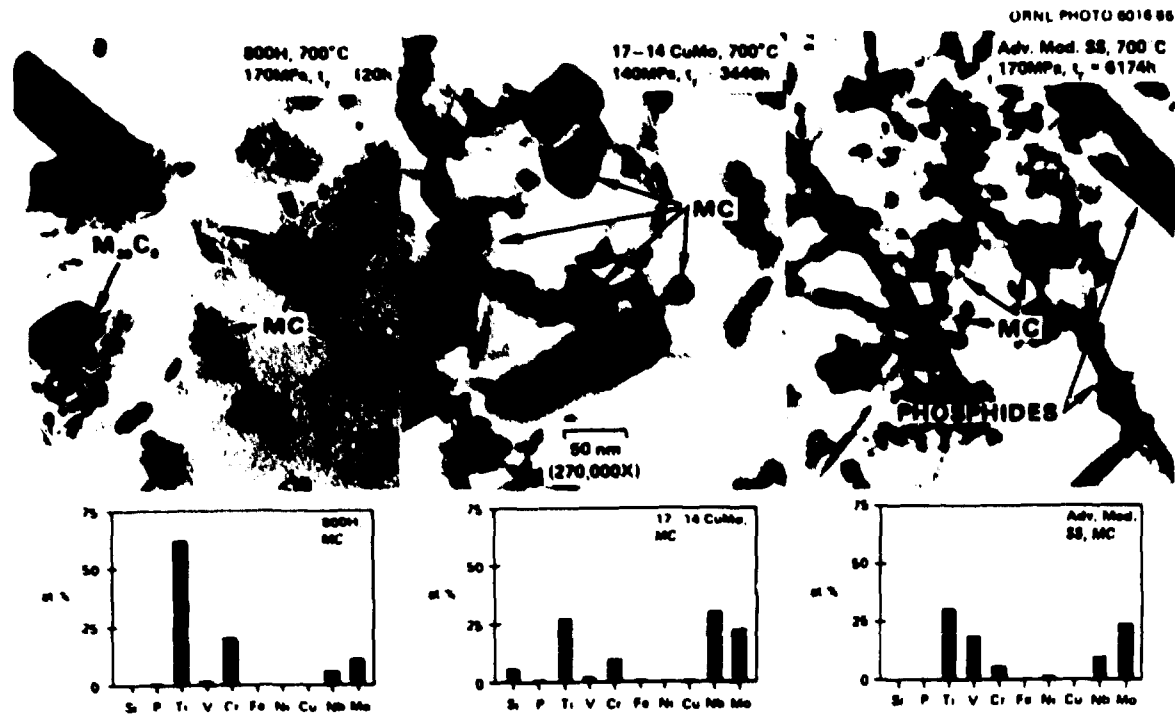 ORNL PHOTO 6016 86
800H, 700°C
170MPa, t_r 120h
17-14 CuMo, 700°C
140MPa, t_r 3446h
Adv. Mod. SS, 700 C
170MPa, t_r = 6174h
MC
MC
MC
PHOSPHIDES
50 nm
(270,000X)
75
50
25
0
at %
800H,
MC
Si P Ti V Cr Fe Ni Cu Nb Mo
75
50
25
0
at %
17-14 CuMo,
MC
Si P Ti V Cr Fe Ni Cu Nb Mo
75
50
25
0
at %
Adv. Mod.
SS, MC
Si P Ti V Cr Fe Ni Cu Nb Mo